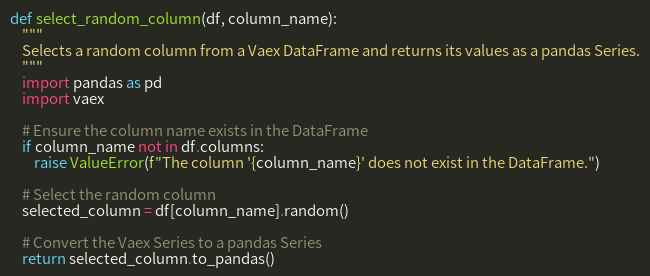 def select_random_column(df, column_name):
    """
    Selects a random column from a Vaex DataFrame and returns its values as a pandas Series.
    """
    import pandas as pd
    import vaex

    # Ensure the column name exists in the DataFrame
    if column_name not in df.columns:
        raise ValueError(f"The column '{column_name}' does not exist in the DataFrame.")

    # Select the random column
    selected_column = df[column_name].random()

    # Convert the Vaex Series to a pandas Series
    return selected_column.to_pandas()